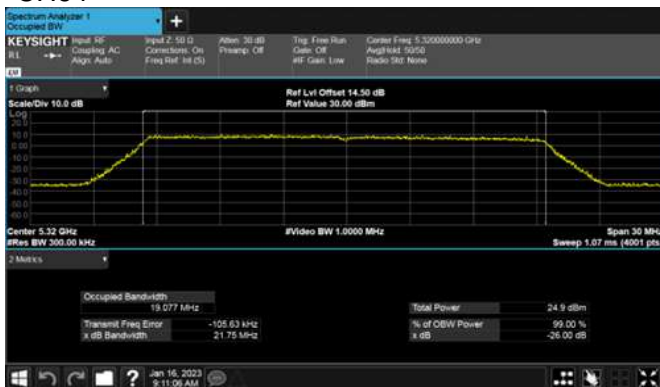 Spectrum Analyzer 1
Occupied BW
+
KEYSIGHT Input: RF Input Z: 50 Ω Atten: 30 dB Trig: Free Run Center Freq: 5.320000000 GHz
RL Coupling: AC Corrections: On Preamp: Off Gate: Off Avg|Hold: 50/50
Align: Auto Freq Ref: Int (S) #IF Gain: Low Radio Std: None
1 Graph
Ref Lvl Offset 14.50 dB
Scale/Div 10.0 dB Ref Value 30.00 dBm
Log
20.0
10.0
0.00
-10.0
-20.0
-30.0
-40.0
-50.0
-60.0
Center 5.32 GHz #Video BW 1.0000 MHz Span 30 MHz
#Res BW 300.00 kHz Sweep 1.07 ms (4001 pts
2 Metrics
Occupied Bandwidth
19.077 MHz Total Power 24.9 dBm
Transmit Freq Error -105.63 kHz % of OBW Power 99.00 %
x dB Bandwidth 21.75 MHz x dB -26.00 dB
? Jan 16, 2023
9:11:06 AM